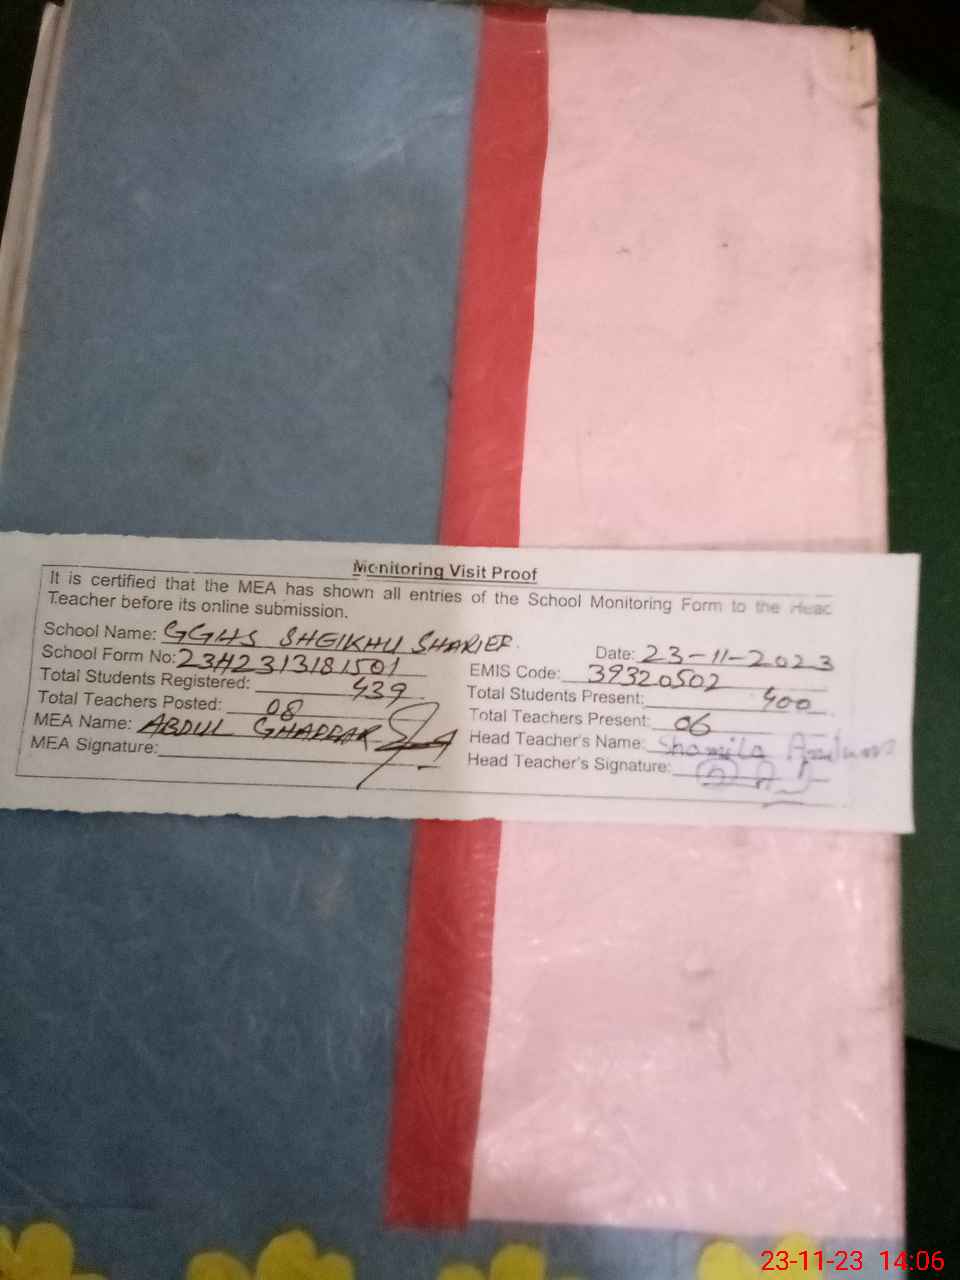 Monitoring Visit Proof
It is certified that the MEA has shown all entries of the School Monitoring Form to the Head
Teacher before its online submission.
School Name: GGHS SHEIKHU SHARIEF.
Date: 23-11-2023
School Form No: 23H2313181501
EMIS Code: 39320502
Total Students Registered: 439
Total Students Present: 400
Total Teachers Posted: 08
Total Teachers Present: 06
MEA Name: ABDUL GHAFFAR
Head Teacher's Name: Shamila
MEA Signature:
Head Teacher's Signature:
23-11-23 14:06